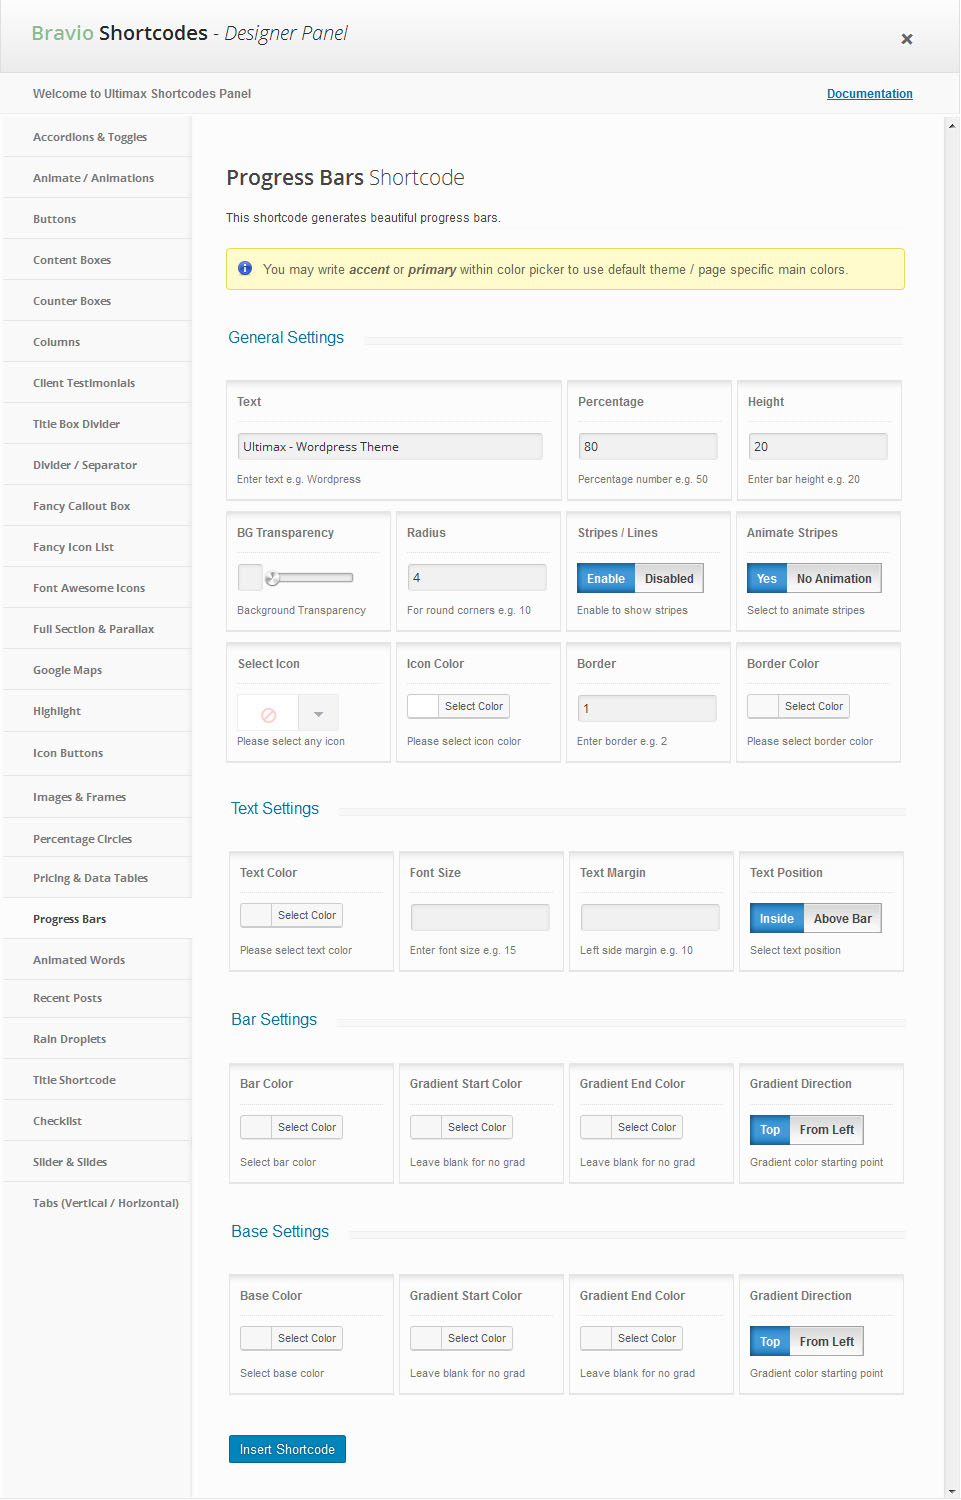 Bravio Shortcodes - Designer Panel
Welcome to Ultimax Shortcodes Panel
Documentation
Accordions & Toggles
Animate / Animations
Buttons
Content Boxes
Counter Boxes
Columns
Client Testimonials
Title Box Divider
Divider / Separator
Fancy Callout Box
Fancy Icon List
Font Awesome Icons
Full Section & Parallax
Google Maps
Highlight
Icon Buttons
Images & Frames
Percentage Circles
Pricing & Data Tables
Progress Bars
Animated Words
Recent Posts
Rain Droplets
Title Shortcode
Checklist
Slider & Slides
Tabs (Vertical / Horizontal)
Progress Bars Shortcode
This shortcode generates beautiful progress bars.
You may write accent or primary within color picker to use default theme / page specific main colors.
General Settings
Text
Ultimax - Wordpress Theme
Enter text e.g. Wordpress
Percentage
80
Percentage number e.g. 50
Height
20
Enter bar height e.g. 20
BG Transparency
Background Transparency
Radius
4
For round corners e.g. 10
Stripes / Lines
Enable Disabled
Enable to show stripes
Animate Stripes
Yes No Animation
Select to animate stripes
Select Icon
Please select any icon
Icon Color
Select Color
Please select icon color
Border
1
Enter border e.g. 2
Border Color
Select Color
Please select border color
Text Settings
Text Color
Select Color
Please select text color
Font Size
Enter font size e.g. 15
Text Margin
Left side margin e.g. 10
Text Position
Inside Above Bar
Select text position
Bar Settings
Bar Color
Select Color
Select bar color
Gradient Start Color
Select Color
Leave blank for no grad
Gradient End Color
Select Color
Leave blank for no grad
Gradient Direction
Top From Left
Gradient color starting point
Base Settings
Base Color
Select Color
Select base color
Gradient Start Color
Select Color
Leave blank for no grad
Gradient End Color
Select Color
Leave blank for no grad
Gradient Direction
Top From Left
Gradient color starting point
Insert Shortcode